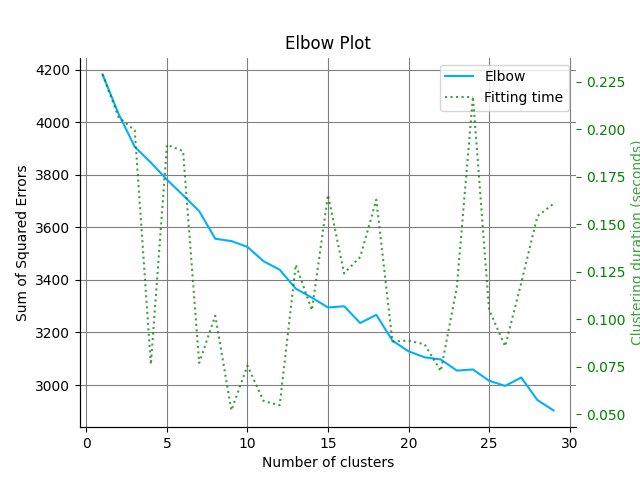 Elbow Plot
Elbow
Fitting time
4200
4000
3800
3600
3400
3200
3000
Sum of Squared Errors
0.225
0.200
0.175
0.150
0.125
0.100
0.075
0.050
Clustering duration (seconds)
0 5 10 15 20 25 30
Number of clusters